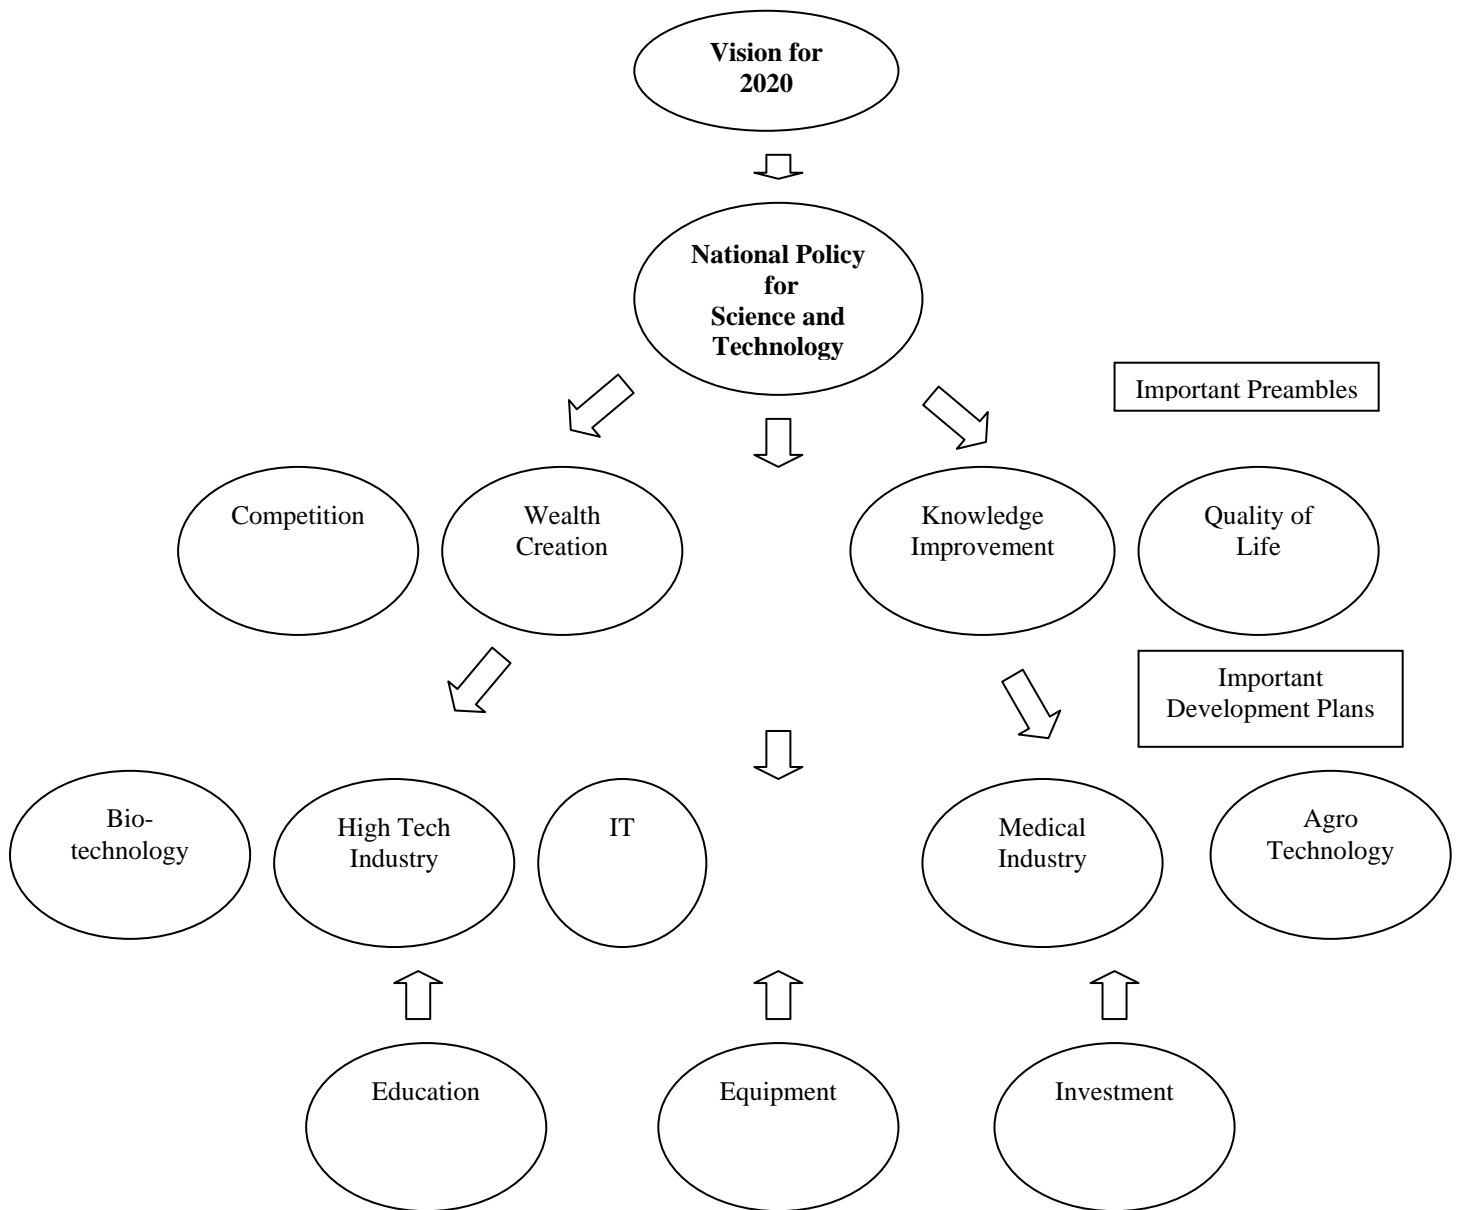 Vision for
2020
National Policy
for
Science and
Technology
Important Preambles
Competition
Wealth
Creation
Knowledge
Improvement
Quality of
Life
Important
Development Plans
Bio-
technology
High Tech
Industry
IT
Medical
Industry
Agro
Technology
Education
Equipment
Investment